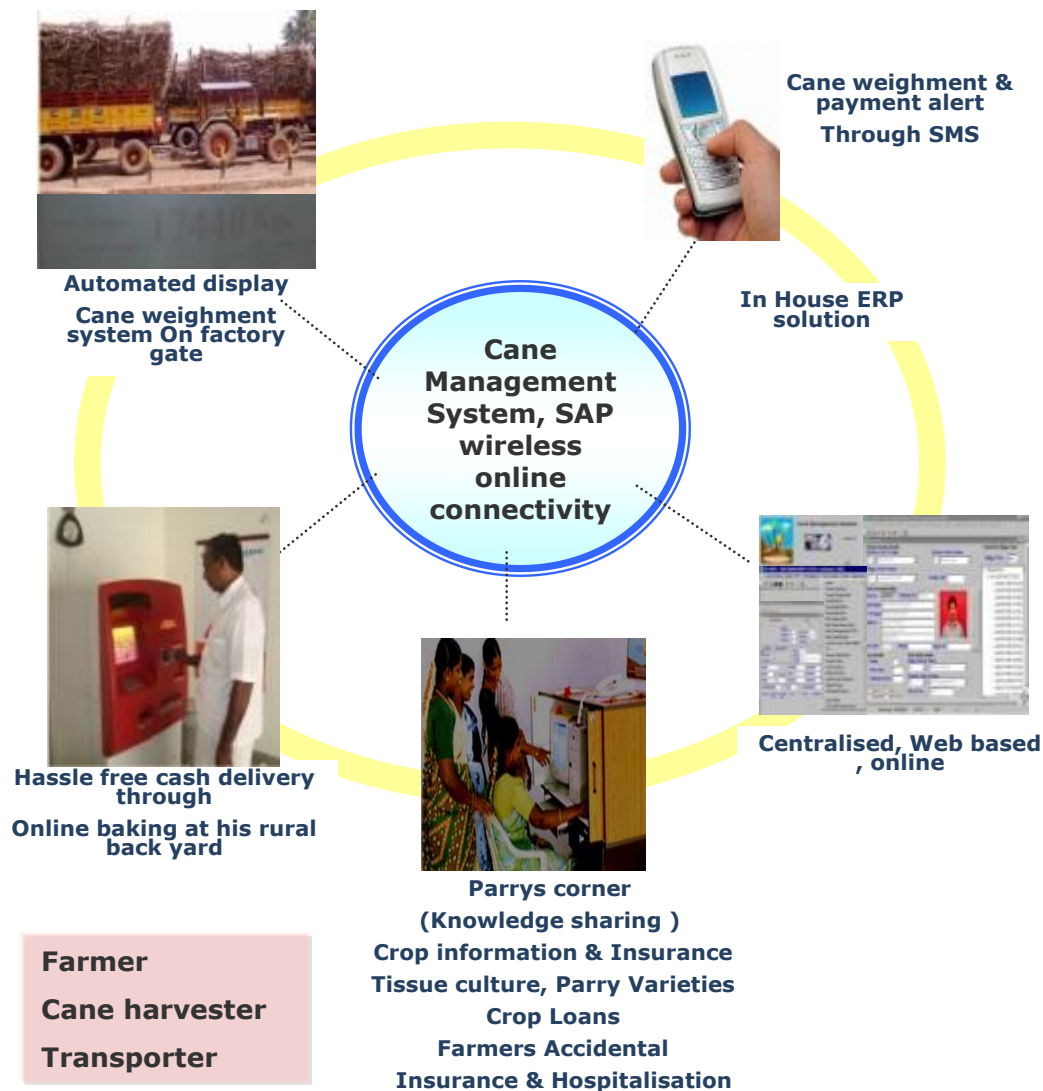 Cane weighment &
payment alert
Through SMS
17440
Automated display
Cane weighment
system On factory
gate
In House ERP
solution
Cane
Management
System, SAP
wireless
online
connectivity
Centralised, Web based
, online
Hassle free cash delivery
through
Online baking at his rural
back yard
Parrys corner
(Knowledge sharing )
Crop information & Insurance
Tissue culture, Parry Varieties
Crop Loans
Farmers Accidental
Insurance & Hospitalisation
Farmer
Cane harvester
Transporter